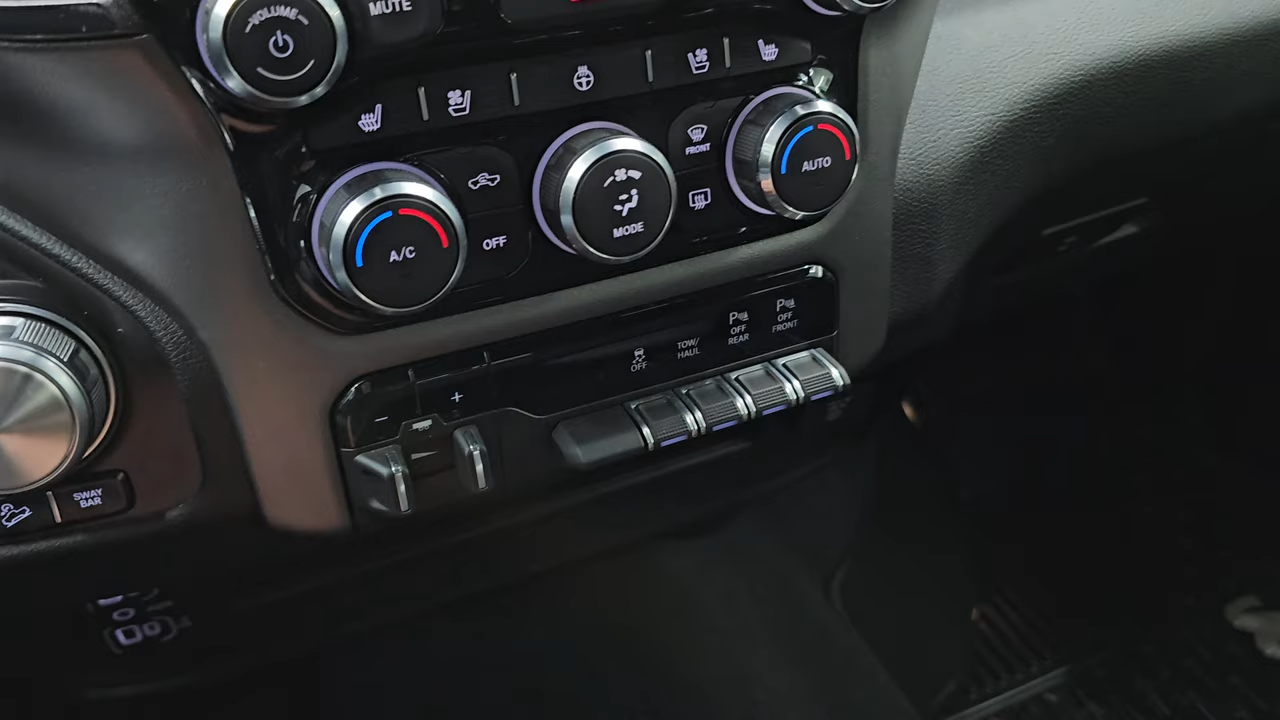 VOLUME
MUTE
FRONT
AUTO
A/C
OFF
MODE
OFF
TOW/
HAUL
P
OFF
REAR
P
OFF
FRONT
- +
SWAY
BAR